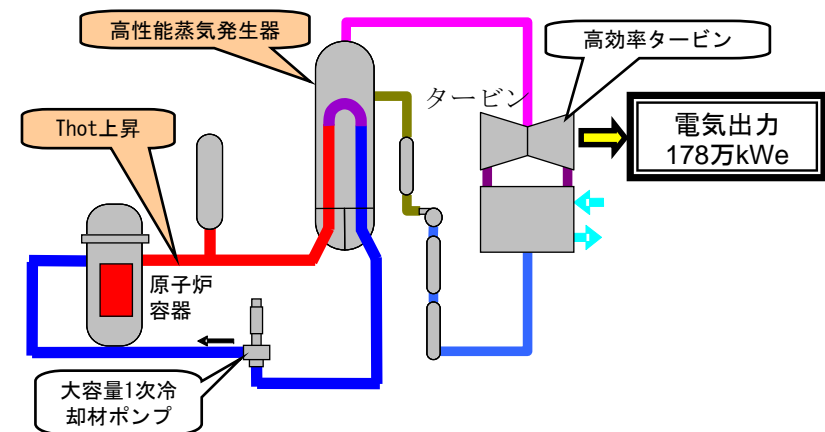 高性能蒸気発生器
高効率タービン
タービン
電気出力
178万kWe
Thot上昇
原子炉
容器
大容量1次冷
却材ポンプ